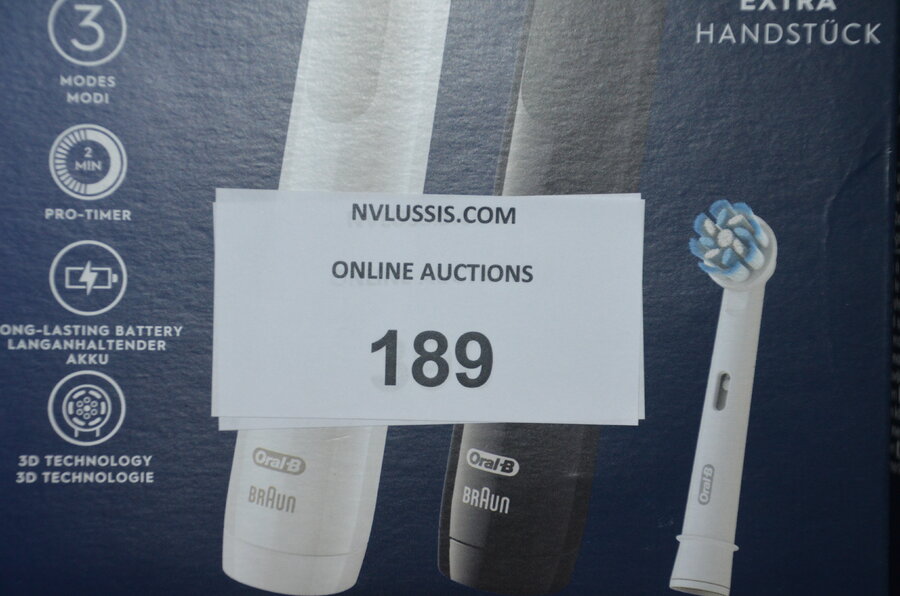 EXTRA
HANDSTÜCK
3
MODES
MODI
2
MIN
PRO-TIMER
ONG-LASTING BATTERY
LANGANHALTENDER
AKKU
3D TECHNOLOGY
3D TECHNOLOGIE
NVLUSSIS.COM
ONLINE AUCTIONS
189
Oral-B
BRAUN
Oral-B
BRAUN
Oral-B